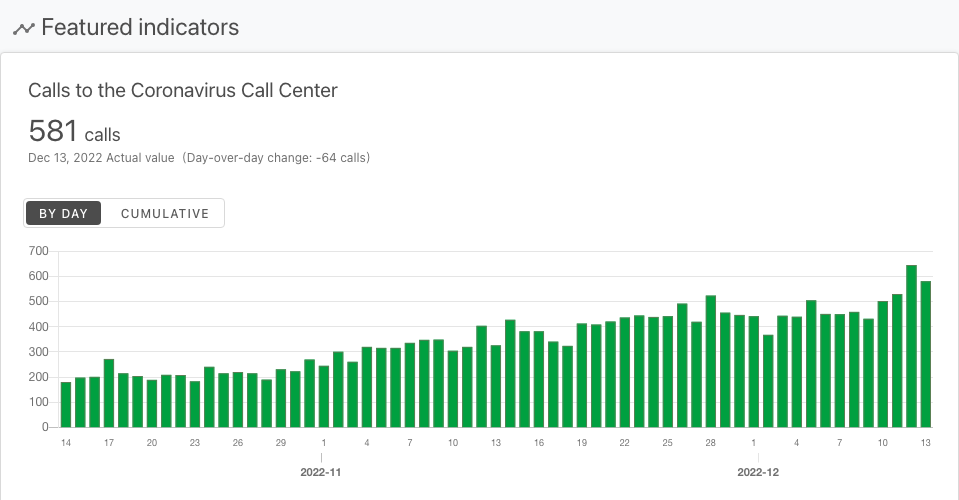 Featured indicators
Calls to the Coronavirus Call Center
581 calls
Dec 13, 2022 Actual value (Day-over-day change: -64 calls)
BY DAY CUMULATIVE
700
600
500
400
300
200
100
0
14 17 20 23 26 29 1 4 7 10 13 16 19 22 25 28 1 4 7 10 13
2022-11 2022-12